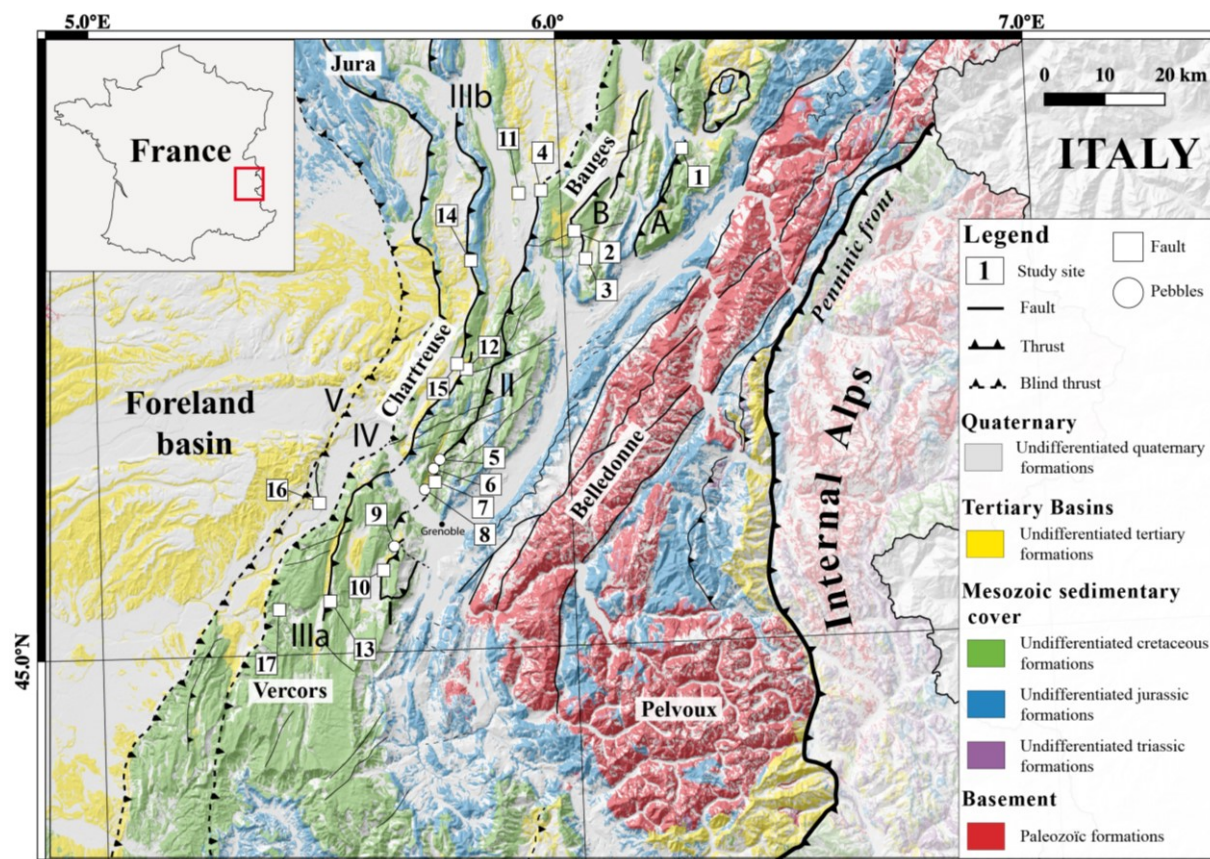 5.0°E
6.0°E
7.0°E
France
Jura
IIIb
11
4
Bauges
1
B
A
14
2
3
0 10 20 km
ITALY
Penninic front
Chartreuse
12
15
II
Foreland
basin
V
IV
5
6
7
8
16
9
Grenoble
Belledonne
Internal Alps
10
I
IIIa
13
17
45.0°N
Vercors
Pelvoux
Legend
1 Study site
Fault
Thrust
Blind thrust
Fault
Pebbles
Quaternary
Undifferentiated quaternary
formations
Tertiary Basins
Undifferentiated tertiary
formations
Mesozoic sedimentary
cover
Undifferentiated cretaceous
formations
Undifferentiated jurassic
formations
Undifferentiated triassic
formations
Basement
Paleozoïc formations